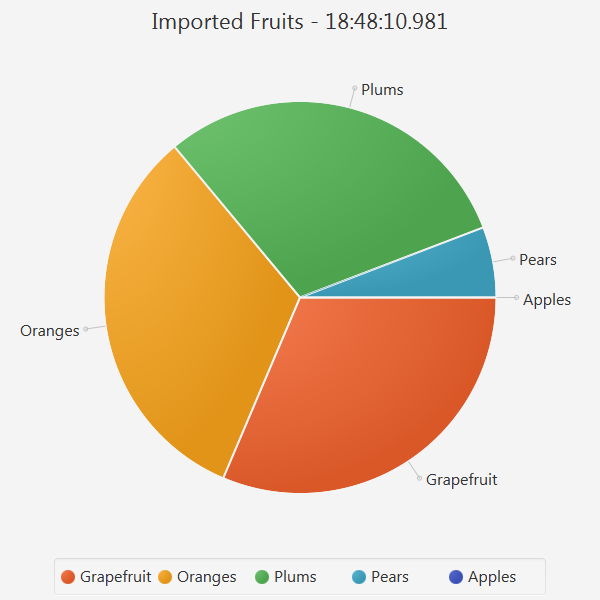 Imported Fruits - 18:48:10.981
Plums
Pears
Apples
Oranges
Grapefruit
Grapefruit Oranges Plums Pears Apples